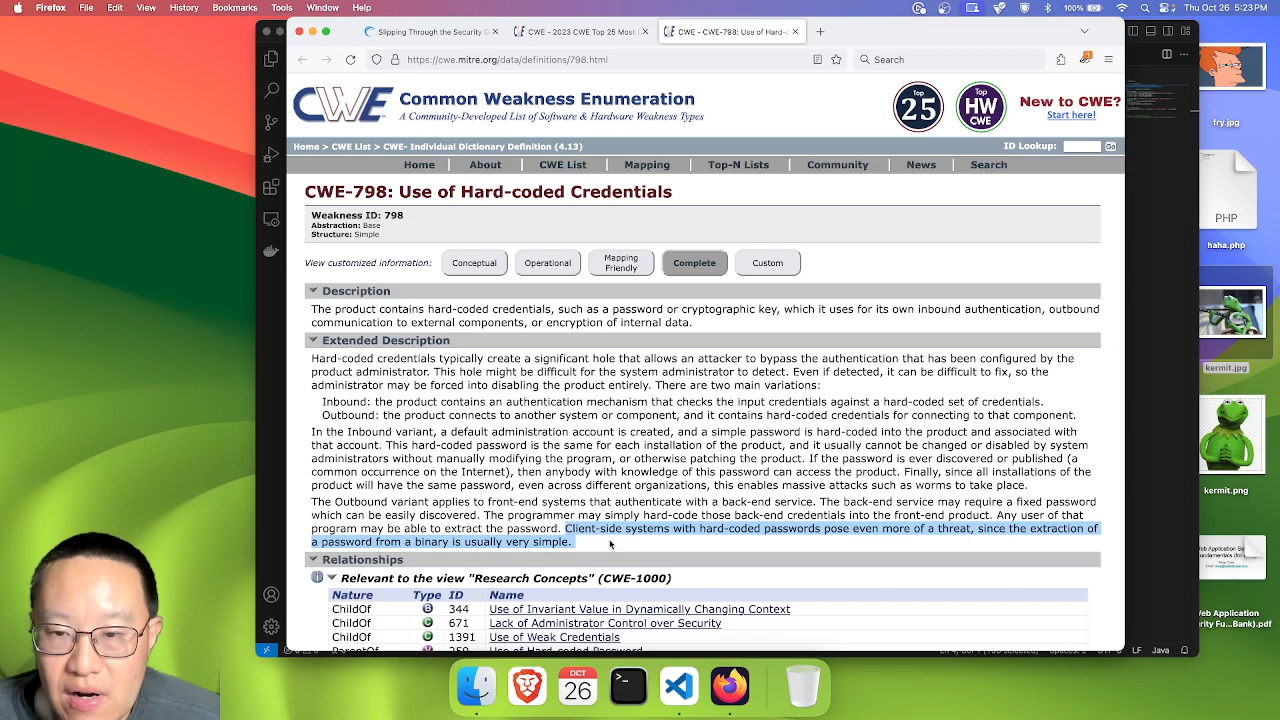 Firefox File Edit View History Bookmarks Tools Window Help
100% Thu Oct 26 5:23 PM
Slipping Through the Security G
CWE - 2023 CWE Top 25 Most
CWE - CWE-798: Use of Hard-c
https://cwe.mitre.org/data/definitions/798.html
Search
CWE Common Weakness Enumeration
A Community-Developed List of Software & Hardware Weakness Types
Top 25
Top HW CWE
New to CWE?
Start here!
Home > CWE List > CWE- Individual Dictionary Definition (4.13)
ID Lookup: Go
Home About CWE List Mapping Top-N Lists Community News Search
CWE-798: Use of Hard-coded Credentials
Weakness ID: 798
Abstraction: Base
Structure: Simple
View customized information: Conceptual Operational Mapping Friendly Complete Custom
Description
The product contains hard-coded credentials, such as a password or cryptographic key, which it uses for its own inbound authentication, outbound
communication to external components, or encryption of internal data.
Extended Description
Hard-coded credentials typically create a significant hole that allows an attacker to bypass the authentication that has been configured by the
product administrator. This hole might be difficult for the system administrator to detect. Even if detected, it can be difficult to fix, so the
administrator may be forced into disabling the product entirely. There are two main variations:
Inbound: the product contains an authentication mechanism that checks the input credentials against a hard-coded set of credentials.
Outbound: the product connects to another system or component, and it contains hard-coded credentials for connecting to that component.
In the Inbound variant, a default administration account is created, and a simple password is hard-coded into the product and associated with
that account. This hard-coded password is the same for each installation of the product, and it usually cannot be changed or disabled by system
administrators without manually modifying the program, or otherwise patching the product. If the password is ever discovered or published (a
common occurrence on the Internet), then anybody with knowledge of this password can access the product. Finally, since all installations of the
product will have the same password, even across different organizations, this enables massive attacks such as worms to take place.
The Outbound variant applies to front-end systems that authenticate with a back-end service. The back-end service may require a fixed password
which can be easily discovered. The programmer may simply hard-code those back-end credentials into the front-end product. Any user of that
program may be able to extract the password. Client-side systems with hard-coded passwords pose even more of a threat, since the extraction of
a password from a binary is usually very simple.
Relationships
Relevant to the view "Research Concepts" (CWE-1000)
Nature Type ID Name
ChildOf B 344 Use of Invariant Value in Dynamically Changing Context
ChildOf C 671 Lack of Administrator Control over Security
ChildOf C 1391 Use of Weak Credentials
ParentOf V 259 Use of Hard-coded Password
Java
fry.jpg
PHP
haha.php
kermit.jpg
kermit.png
Web Application
Security Fu...Bank).pdf
OCT
26